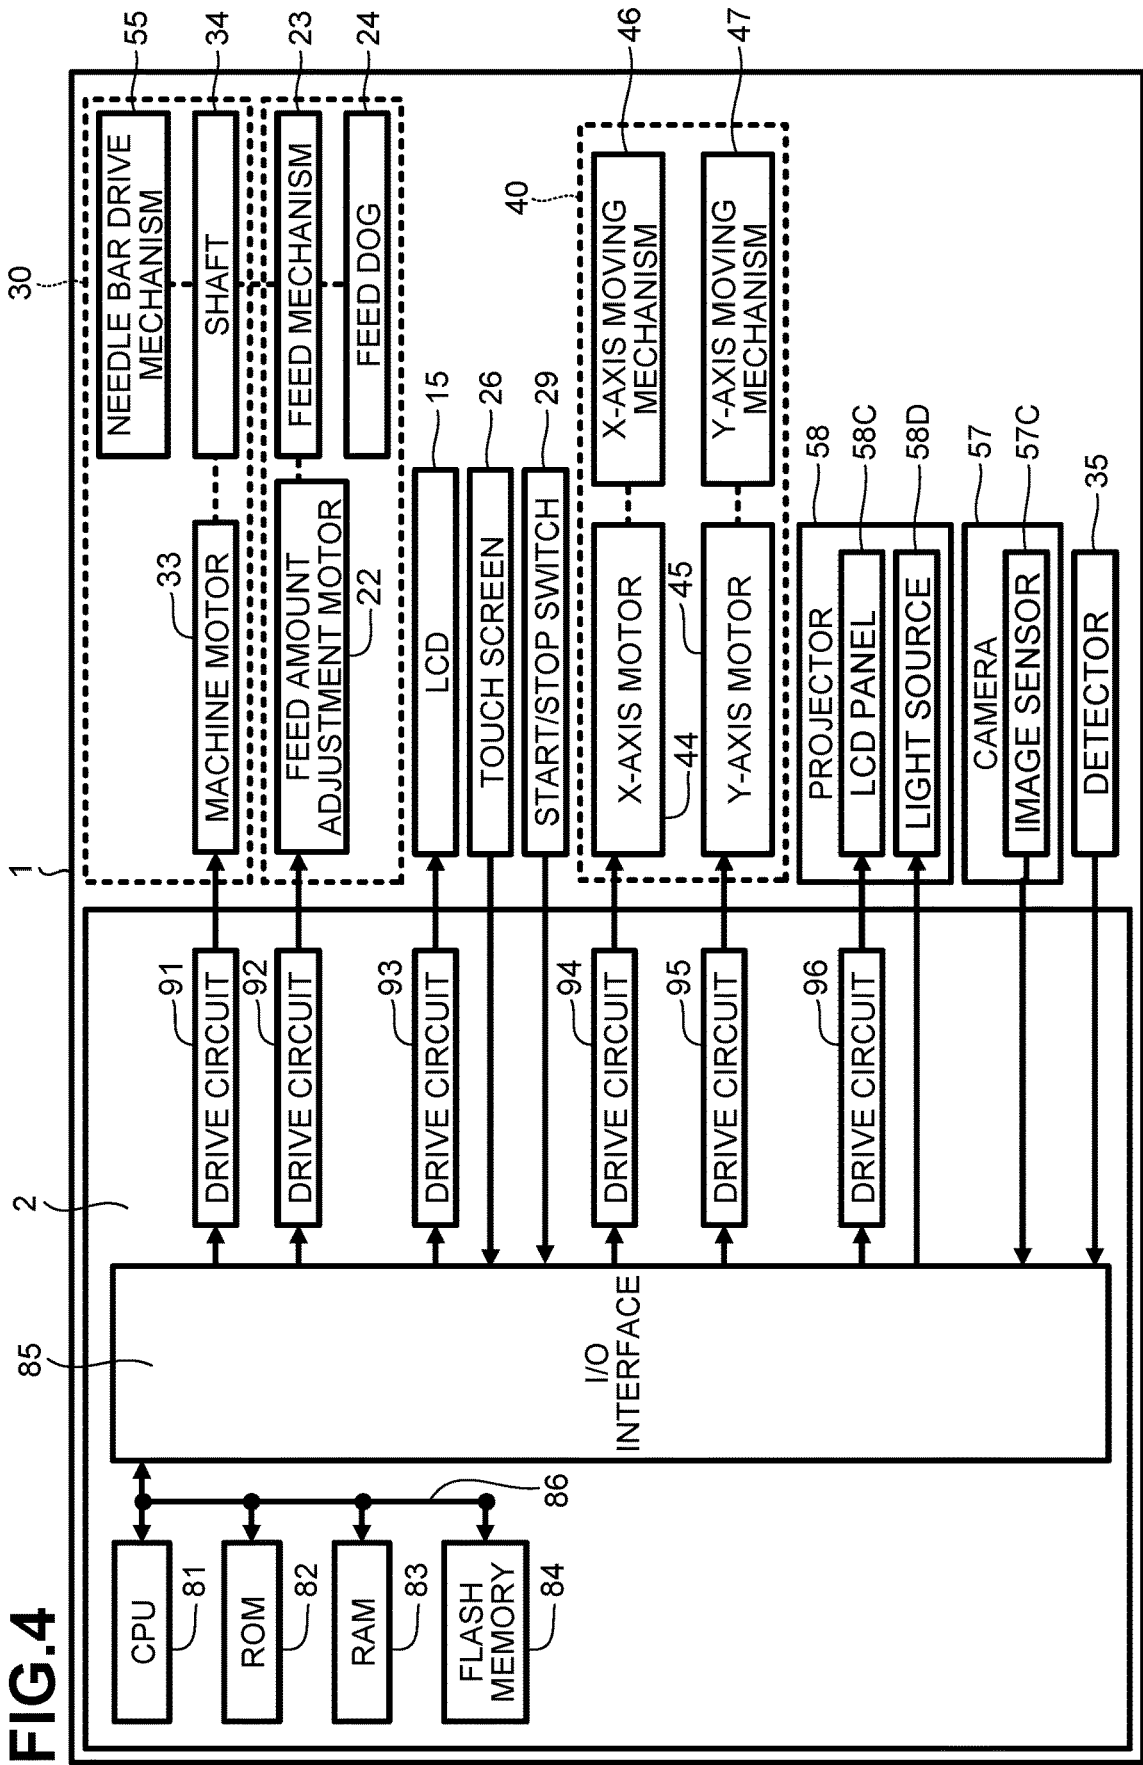 FIG.4
1
2
85
I/O
INTERFACE
CPU
81
ROM
82
RAM
83
FLASH
MEMORY
84
86
DRIVE CIRCUIT
91
DRIVE CIRCUIT
92
DRIVE CIRCUIT
93
DRIVE CIRCUIT
94
DRIVE CIRCUIT
95
DRIVE CIRCUIT
96
30
MACHINE MOTOR
33
NEEDLE BAR DRIVE
MECHANISM
55
SHAFT
34
FEED AMOUNT
ADJUSTMENT MOTOR
22
FEED MECHANISM
23
FEED DOG
24
LCD
15
TOUCH SCREEN
26
START/STOP SWITCH
29
40
X-AXIS MOTOR
44
X-AXIS MOVING
MECHANISM
46
Y-AXIS MOTOR
45
Y-AXIS MOVING
MECHANISM
47
PROJECTOR
58
LCD PANEL
58C
LIGHT SOURCE
58D
CAMERA
57
IMAGE SENSOR
57C
DETECTOR
35